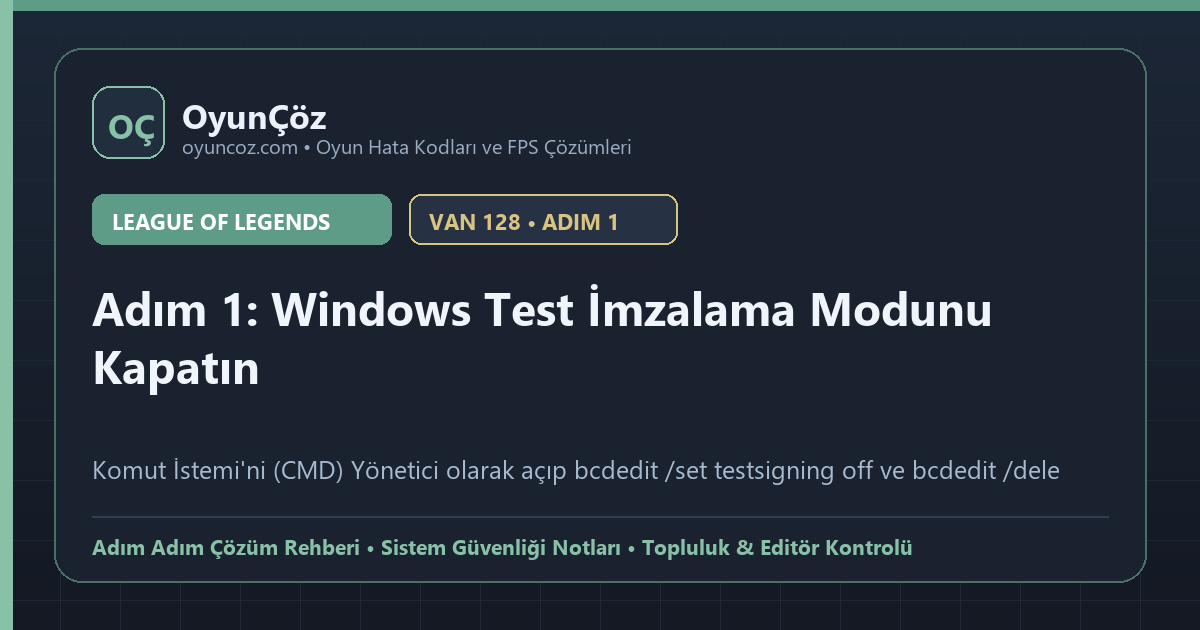 OÇ
OyunÇöz
oyuncoz.com • Oyun Hata Kodları ve FPS Çözümleri
LEAGUE OF LEGENDS
VAN 128 • ADIM 1
Adım 1: Windows Test İmzalama Modunu
Kapatın
Komut İstemi'ni (CMD) Yönetici olarak açıp bcdedit /set testsigning off ve bcdedit /dele
Adım Adım Çözüm Rehberi • Sistem Güvenliği Notları • Topluluk & Editör Kontrolü